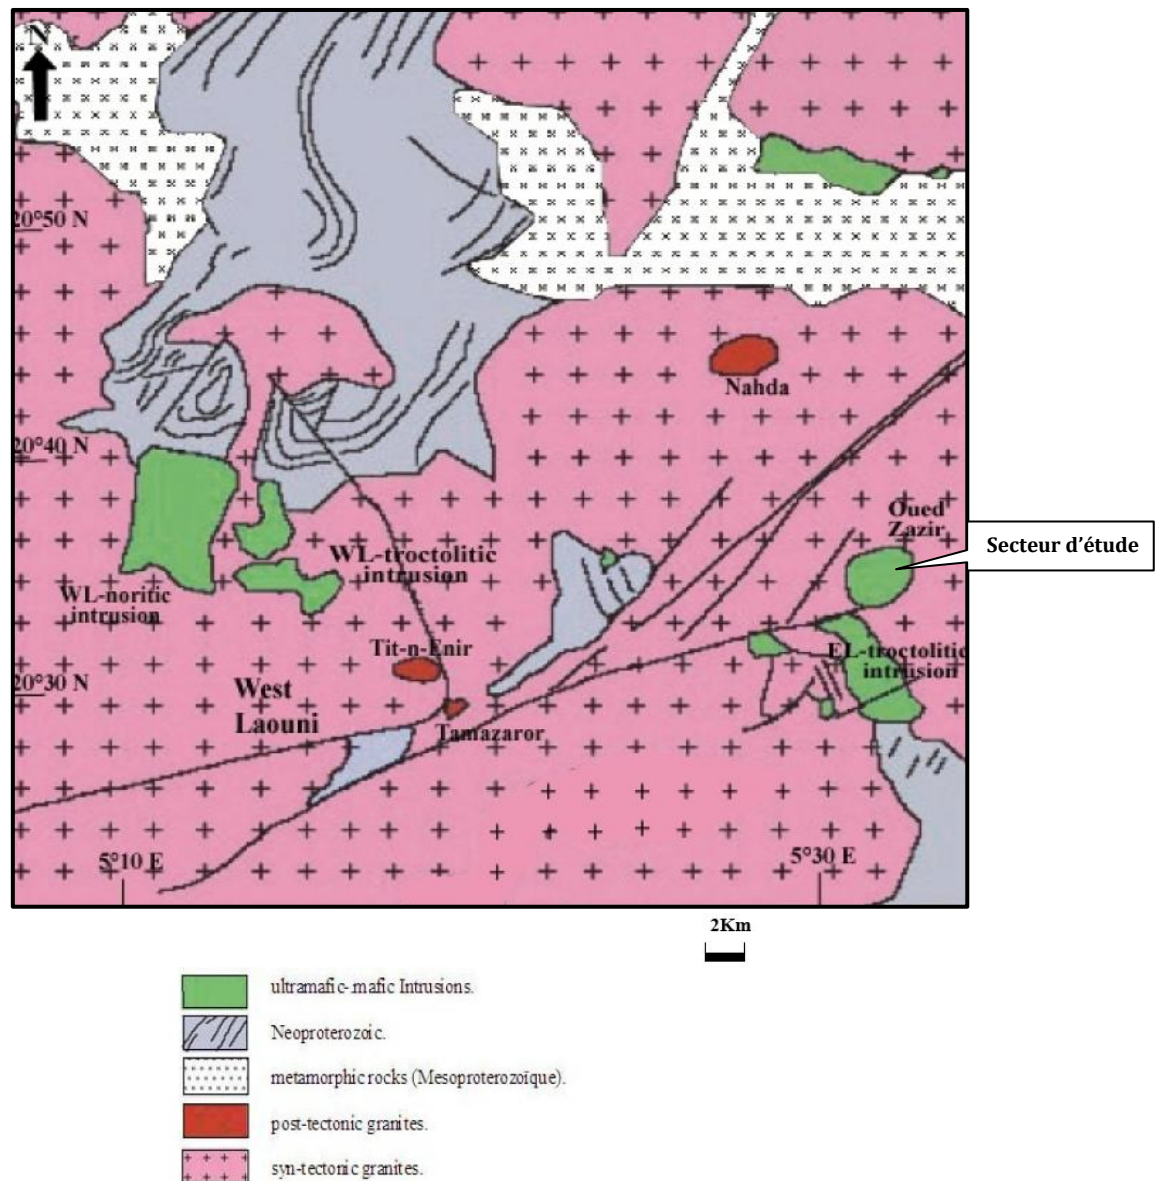 N
20°50 N
Nahda
20°40 N
Oued
Zazir
Secteur d'étude
WL-troctolitic
intrusion
WL-noritic
intrusion
Tit-n-Enir
EL-troctolitic
intrusion
20°30 N
West
Laouni
Tamazaror
5°10 E
5°30 E
2Km
ultramafic-mafic Intrusions.
Neoproterozoic.
metamorphic rocks (Mesoproterozoïque).
post-tectonic granites.
syn-tectonic granites.